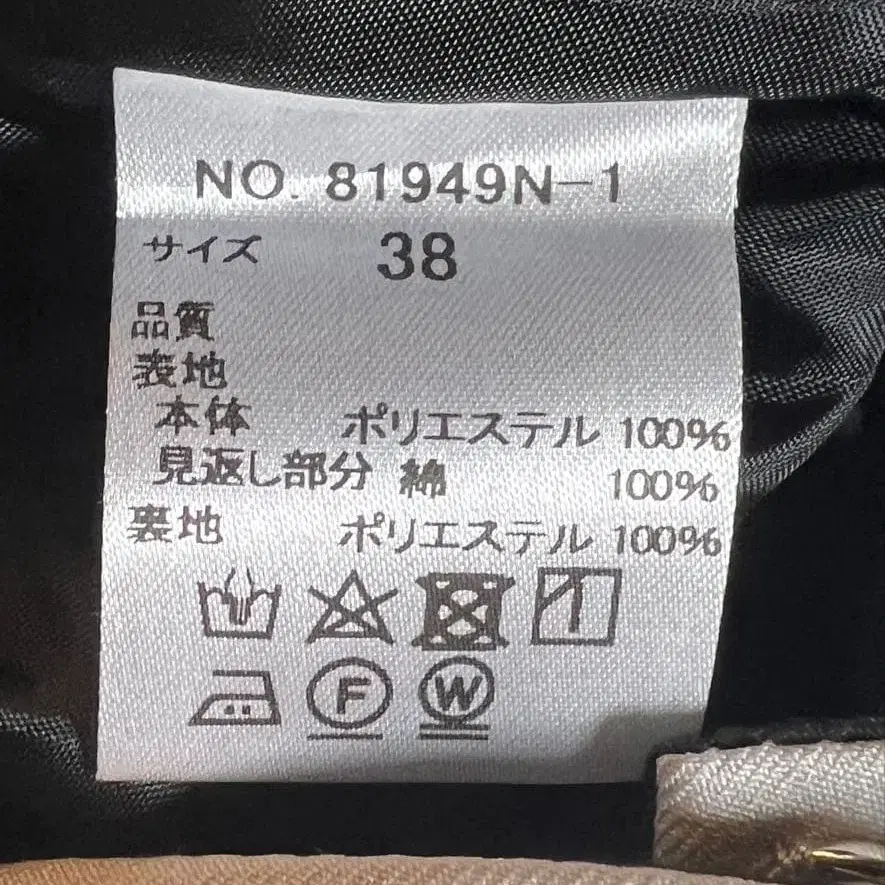 NO. 81949N-1
サイズ 38
品質
表地
本体 ポリエステル 100%
見返し部分 綿 100%
裏地 ポリエステル 100%
F W